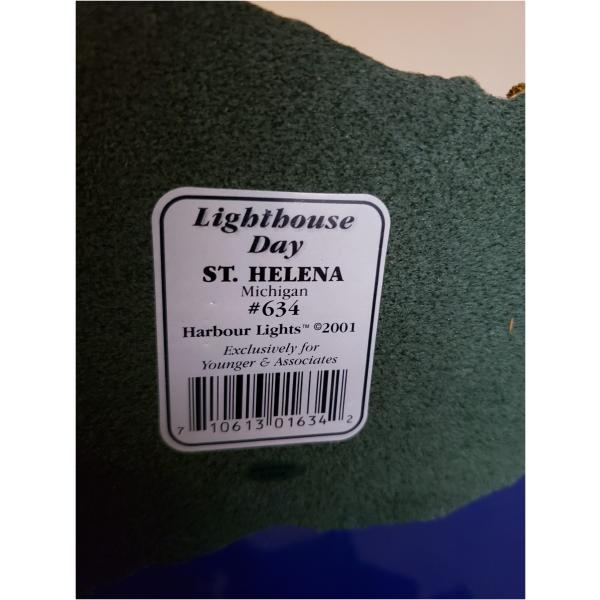 Lighthouse
Day
ST. HELENA
Michigan
#634
Harbour Lights™ ©2001
Exclusively for
Younger & Associates
7 10613 01634 2